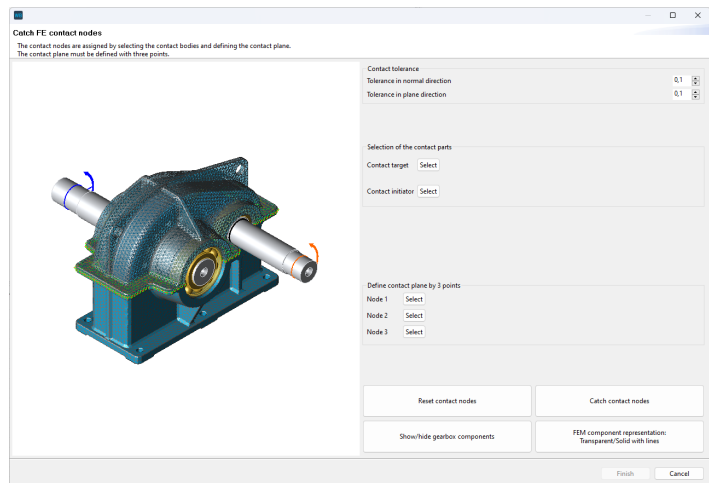 Catch FE contact nodes
The contact nodes are assigned by selecting the contact bodies and defining the contact plane.
The contact plane must be defined with three points.
Contact tolerance
Tolerance in normal direction 0,1
Tolerance in plane direction 0,1
Selection of the contact parts
Contact target Select
Contact initiator Select
Define contact plane by 3 points
Node 1 Select
Node 2 Select
Node 3 Select
Reset contact nodes Catch contact nodes
Show/hide gearbox components FEM component representation:
Transparent/Solid with lines
Finish Cancel